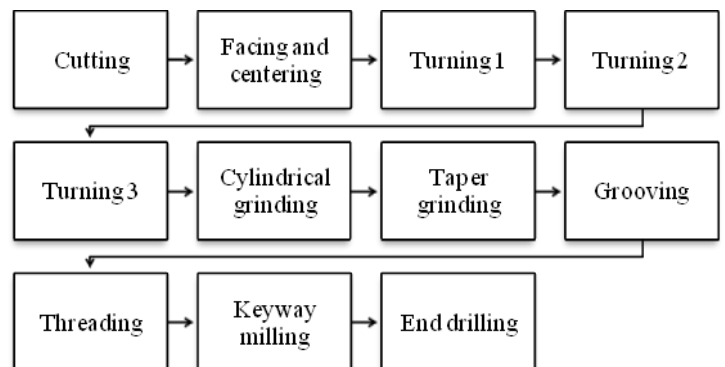 Cutting
Facing and
centering
Turning 1
Turning 2
Turning 3
Cylindrical
grinding
Taper
grinding
Grooving
Threading
Keyway
milling
End drilling